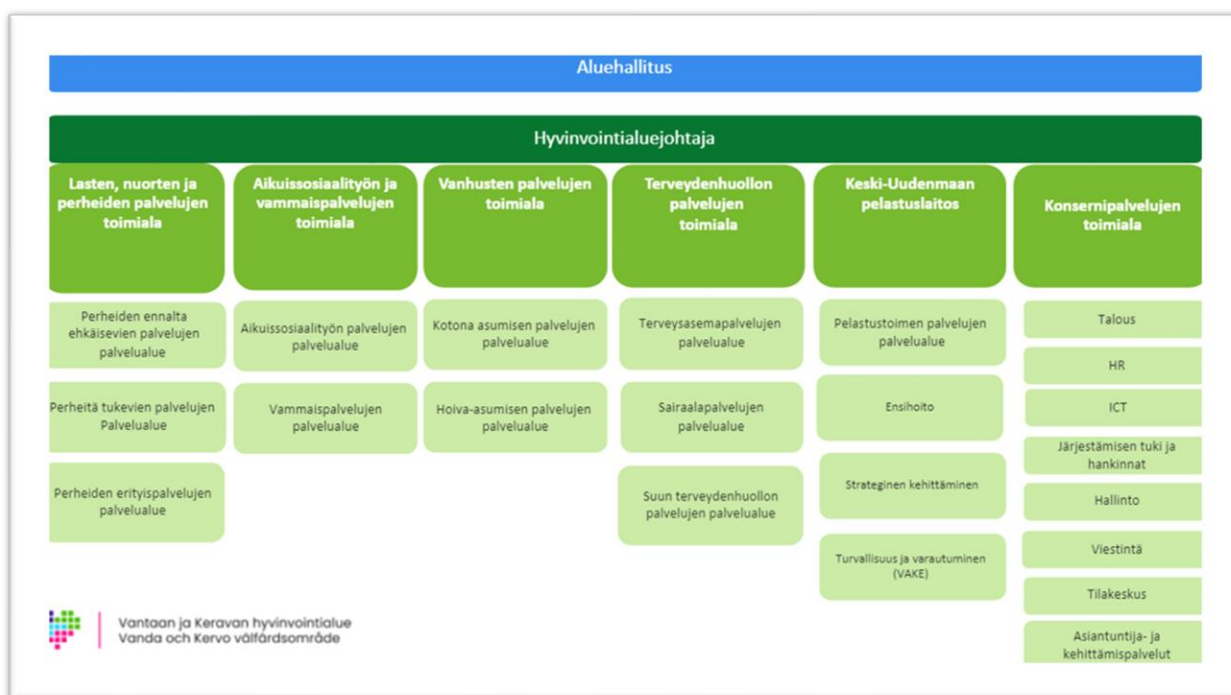 Aluehallitus
Hyvinvointialuejohtaja
Lasten, nuorten ja
perheiden palvelujen
toimiala
Perheiden ennalta
ehkäisevien palvelujen
palvelualue
Perheitä tukevien palvelujen
Palvelualue
Perheiden erityispalvelujen
palvelualue
Aikuissosiaalityön ja
vammaispalvelujen
toimiala
Aikuissosiaalityön palvelujen
palvelualue
Vammaispalvelujen
palvelualue
Vanhusten palvelujen
toimiala
Kotona asumisen palvelujen
palvelualue
Hoiva-asumisen palvelujen
palvelualue
Terveydenhuollon
palvelujen
toimiala
Terveysasemapalvelujen
palvelualue
Sairaalapalvelujen
palvelualue
Suun terveydenhuollon
palvelujen palvelualue
Keski-Uudenmaan
pelastuslaitos
Pelastustoimen palvelujen
palvelualue
Ensihoito
Strateginen kehittäminen
Turvallisuus ja varautuminen
(VAKE)
Konsernipalvelujen
toimiala
Talous
HR
ICT
Järjestämisen tuki ja
hankinnat
Hallinto
Viestintä
Tilakeskus
Asiantuntija- ja
kehittämispalvelut
Vantaan ja Keravan hyvinvointialue
Vanda och Kervo välfärdsområde